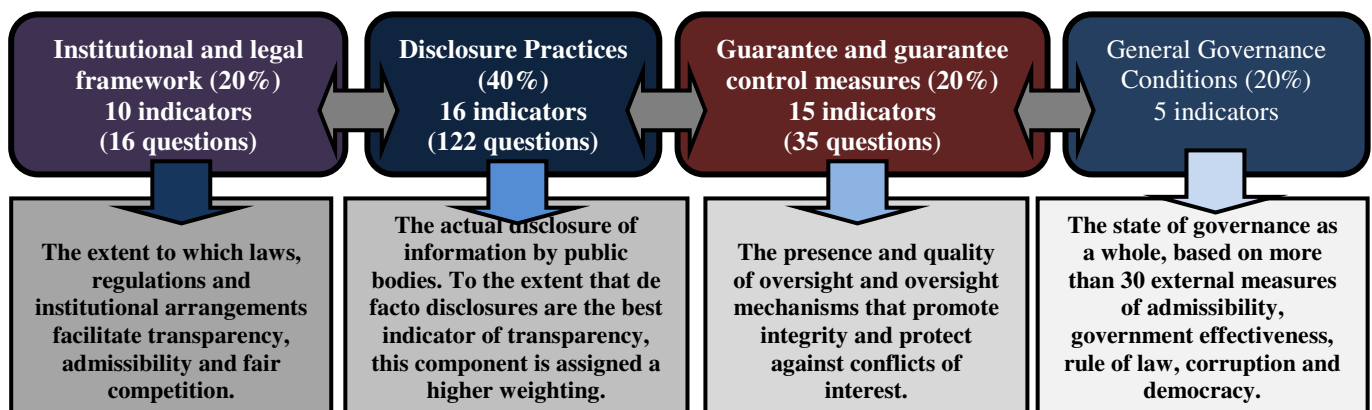 Institutional and legal
framework (20%)
10 indicators
(16 questions)
Disclosure Practices
(40%)
16 indicators
(122 questions)
Guarantee and guarantee
control measures (20%)
15 indicators
(35 questions)
General Governance
Conditions (20%)
5 indicators
The extent to which laws,
regulations and
institutional arrangements
facilitate transparency,
admissibility and fair
competition.
The actual disclosure of
information by public
bodies. To the extent that de
facto disclosures are the best
indicator of transparency,
this component is assigned a
higher weighting.
The presence and quality
of oversight and oversight
mechanisms that promote
integrity and protect
against conflicts of
interest.
The state of governance as
a whole, based on more
than 30 external measures
of admissibility,
government effectiveness,
rule of law, corruption and
democracy.